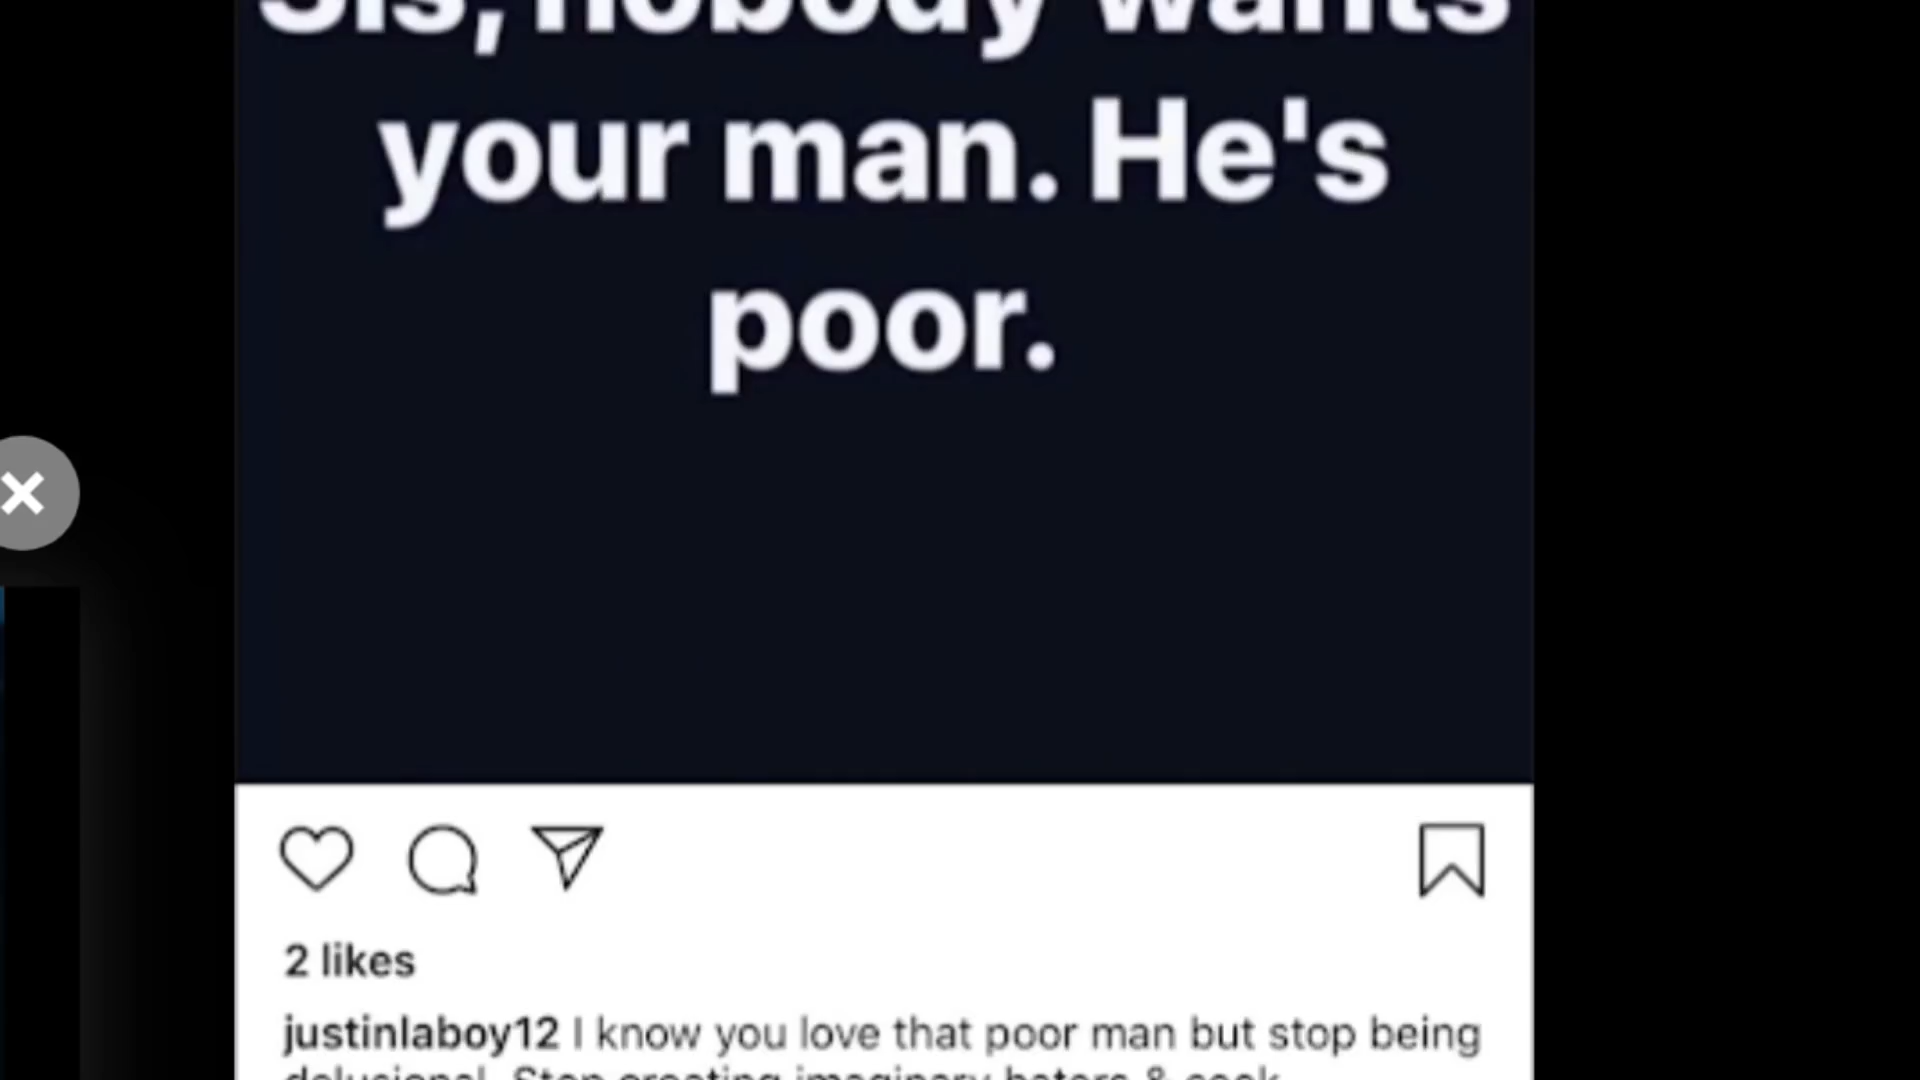 Sis, nobody wants
your man. He's
poor.
2 likes
justinlaboy12 I know you love that poor man but stop being
delusional. Stop creating imaginary haters & cook